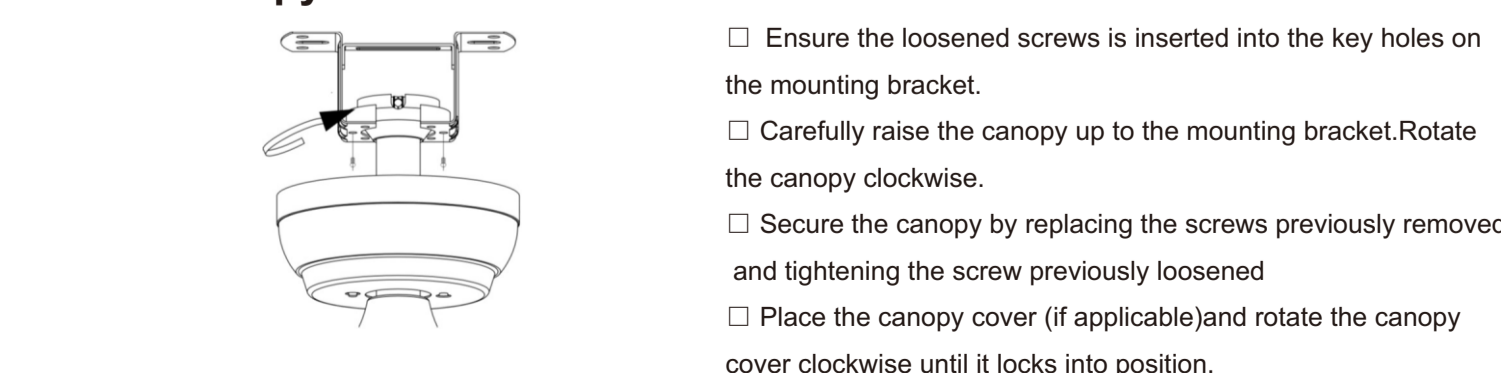 py
☐ Ensure the loosened screws is inserted into the key holes on
the mounting bracket.
☐ Carefully raise the canopy up to the mounting bracket.Rotate
the canopy clockwise.
☐ Secure the canopy by replacing the screws previously removed
and tightening the screw previously loosened
☐ Place the canopy cover (if applicable)and rotate the canopy
cover clockwise until it locks into position.